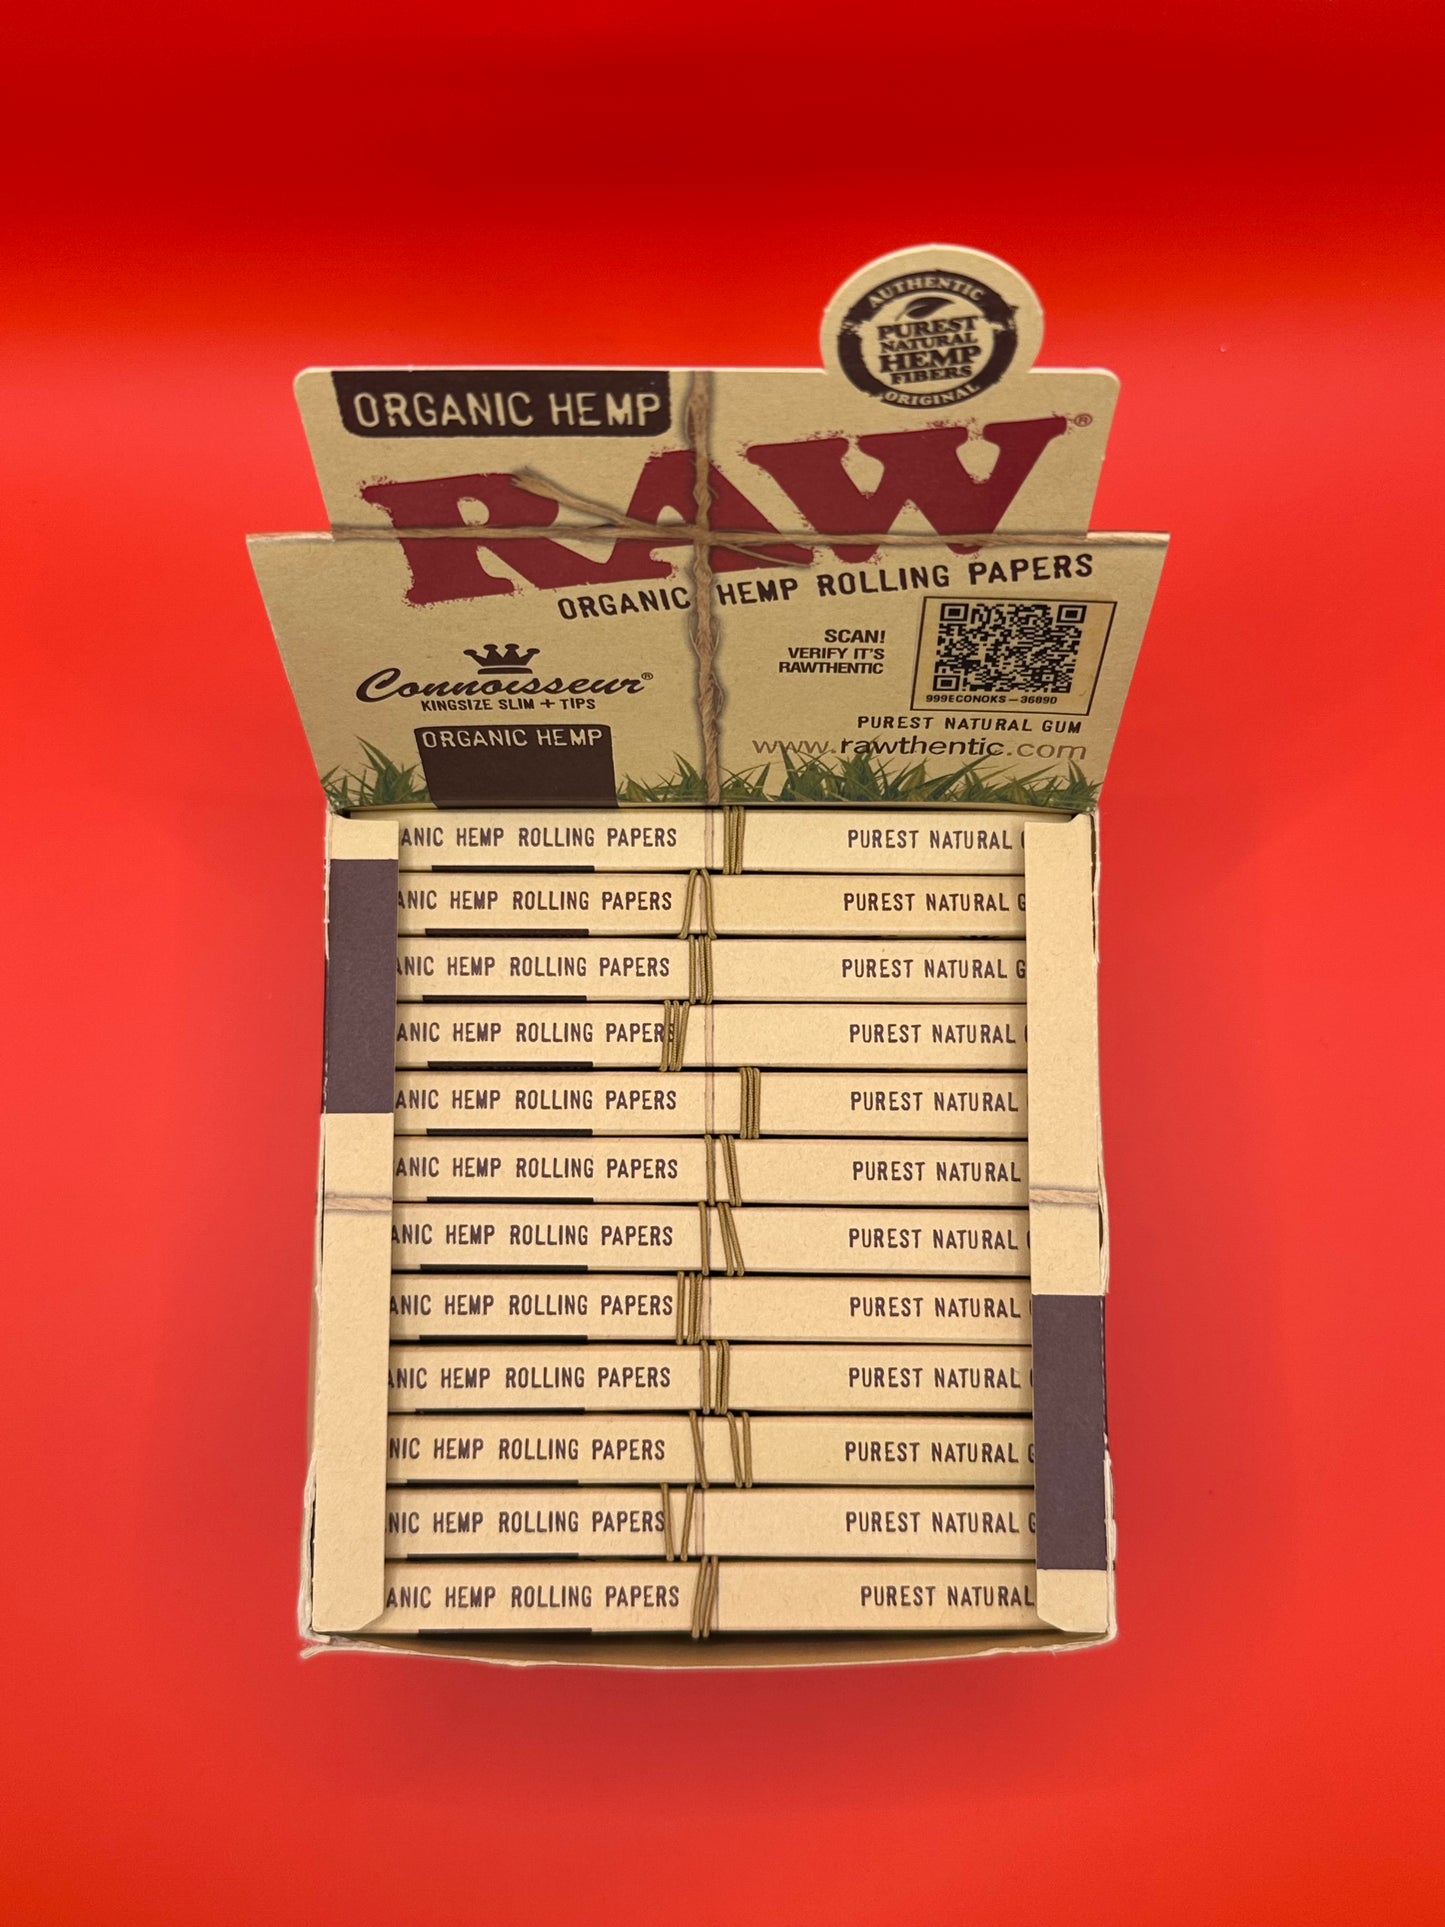 AUTHENTIC
PUREST
NATURAL
HEMP
FIBERS
ORIGINAL
ORGANIC HEMP
RAW®
ORGANIC HEMP ROLLING PAPERS
Connoisseur®
KINGSIZE SLIM + TIPS
ORGANIC HEMP
SCAN!
VERIFY IT'S
RAWTHENTIC
999ECONOKS-36890
PUREST NATURAL GUM
www.rawthentic.com
ANIC HEMP ROLLING PAPERS PUREST NATURAL
ANIC HEMP ROLLING PAPERS PUREST NATURAL G
ANIC HEMP ROLLING PAPERS PUREST NATURAL G
ANIC HEMP ROLLING PAPERS PUREST NATURAL
ANIC HEMP ROLLING PAPERS PUREST NATURAL
ANIC HEMP ROLLING PAPERS PUREST NATURAL
ANIC HEMP ROLLING PAPERS PUREST NATURAL
ANIC HEMP ROLLING PAPERS PUREST NATURAL
ANIC HEMP ROLLING PAPERS PUREST NATURAL
NIC HEMP ROLLING PAPERS PUREST NATURAL G
NIC HEMP ROLLING PAPERS PUREST NATURAL G
ANIC HEMP ROLLING PAPERS PUREST NATURAL